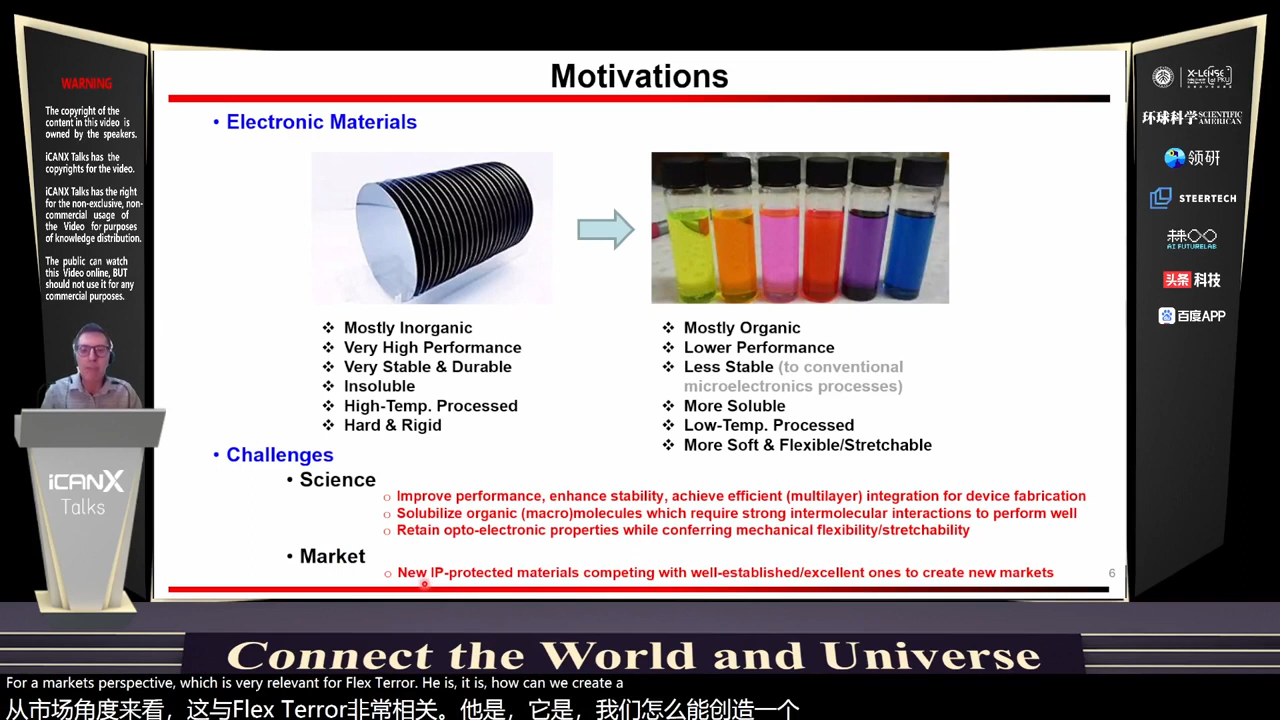 WARNING
The copyright of the
content in this video is
owned by the speakers.
iCANX Talks has the
copyrights for the video.
iCANX Talks has the right
for the non-exclusive, non-
commercial usage of
the Video for purposes
of knowledge distribution.
The public can watch
this Video online, BUT
should not use it for any
commercial purposes.
iCANX
Talks
Motivations
• Electronic Materials
❖ Mostly Inorganic
❖ Very High Performance
❖ Very Stable & Durable
❖ Insoluble
❖ High-Temp. Processed
❖ Hard & Rigid
❖ Mostly Organic
❖ Lower Performance
❖ Less Stable (to conventional
microelectronics processes)
❖ More Soluble
❖ Low-Temp. Processed
❖ More Soft & Flexible/Stretchable
• Challenges
• Science
o Improve performance, enhance stability, achieve efficient (multilayer) integration for device fabrication
o Solubilize organic (macro)molecules which require strong intermolecular interactions to perform well
o Retain opto-electronic properties while conferring mechanical flexibility/stretchability
• Market
o New IP-protected materials competing with well-established/excellent ones to create new markets
6
X-LENSE
at PKU
环球科学 SCIENTIFIC AMERICAN
领研
STEERTECH
AI FUTURELAB
头条 科技
百度APP
Connect the World and Universe
For a markets perspective, which is very relevant for Flex Terror. He is, it is, how can we create a
从市场角度来看，这与Flex Terror非常相关。他是，它是，我们怎么能创造一个